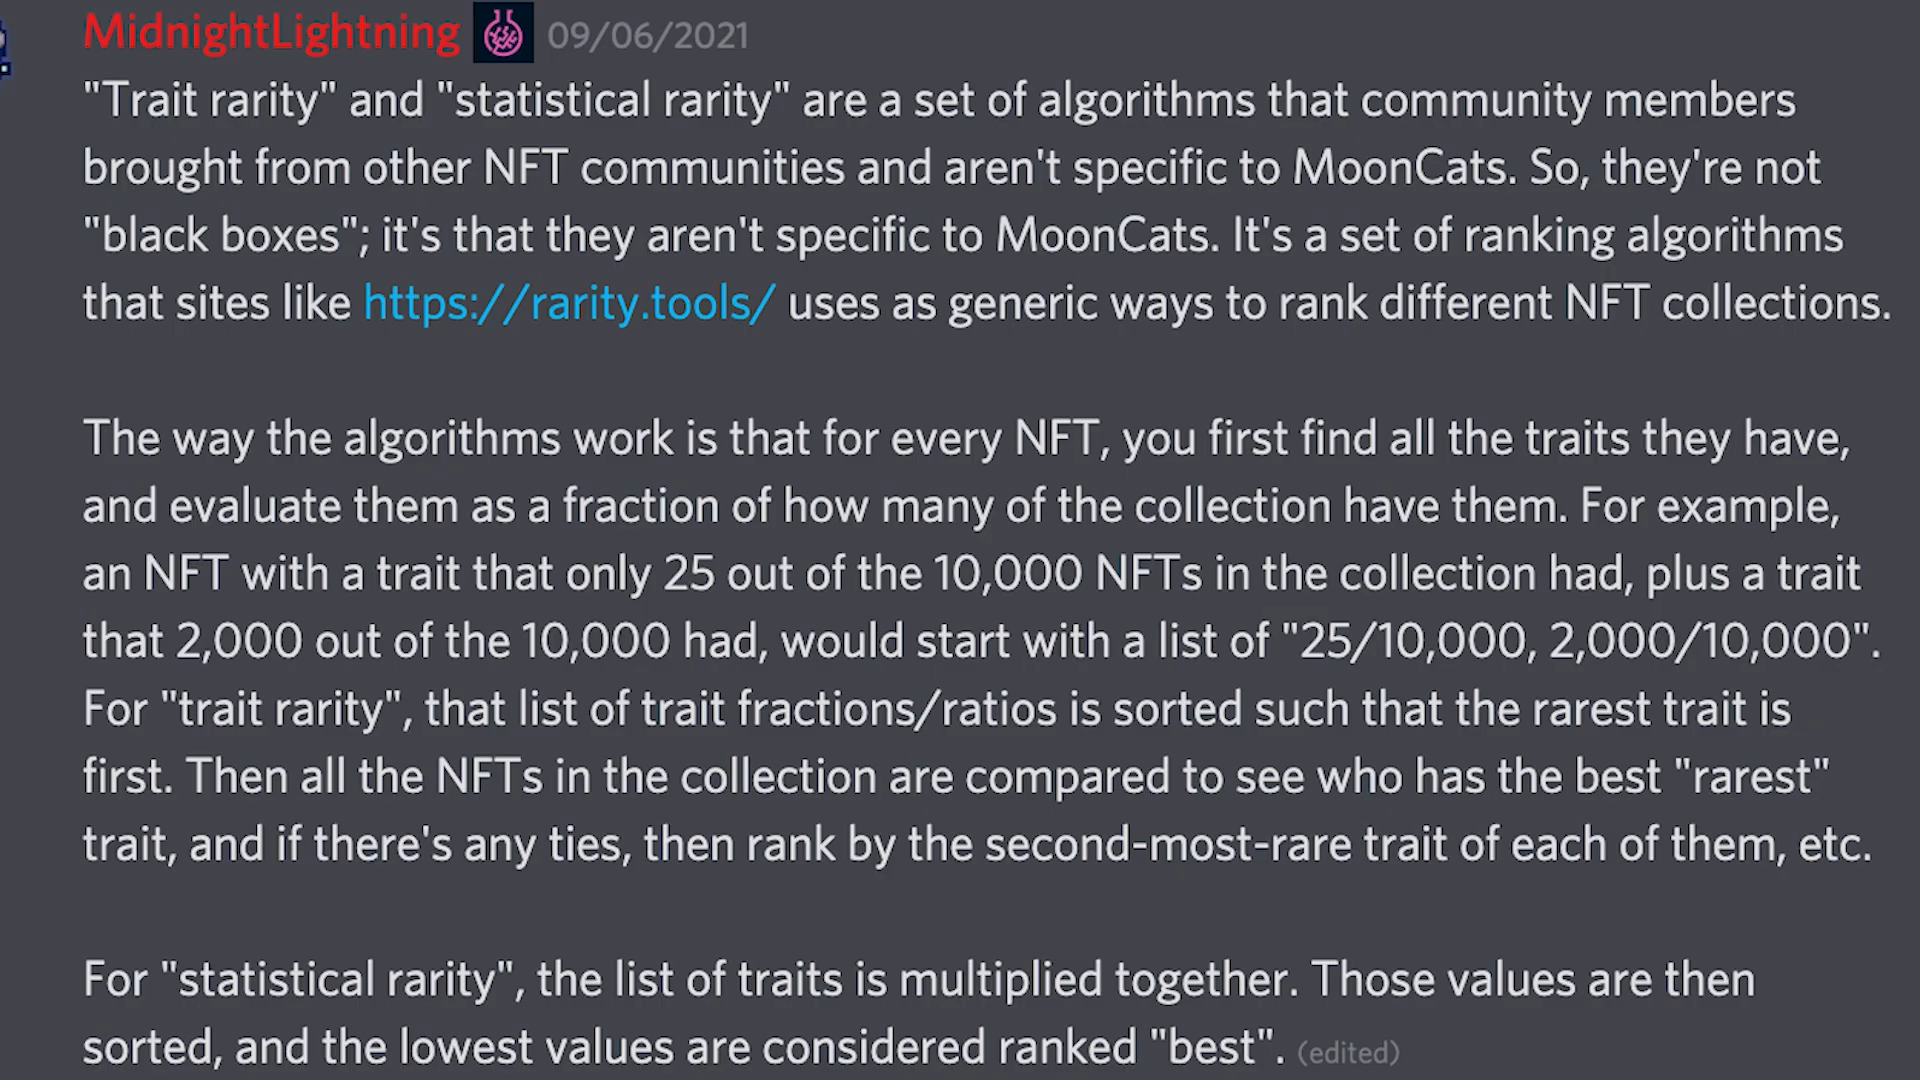 MidnightLightning 09/06/2021
"Trait rarity" and "statistical rarity" are a set of algorithms that community members
brought from other NFT communities and aren't specific to MoonCats. So, they're not
"black boxes"; it's that they aren't specific to MoonCats. It's a set of ranking algorithms
that sites like https://rarity.tools/ uses as generic ways to rank different NFT collections.
The way the algorithms work is that for every NFT, you first find all the traits they have,
and evaluate them as a fraction of how many of the collection have them. For example,
an NFT with a trait that only 25 out of the 10,000 NFTs in the collection had, plus a trait
that 2,000 out of the 10,000 had, would start with a list of "25/10,000, 2,000/10,000".
For "trait rarity", that list of trait fractions/ratios is sorted such that the rarest trait is
first. Then all the NFTs in the collection are compared to see who has the best "rarest"
trait, and if there's any ties, then rank by the second-most-rare trait of each of them, etc.
For "statistical rarity", the list of traits is multiplied together. Those values are then
sorted, and the lowest values are considered ranked "best". (edited)